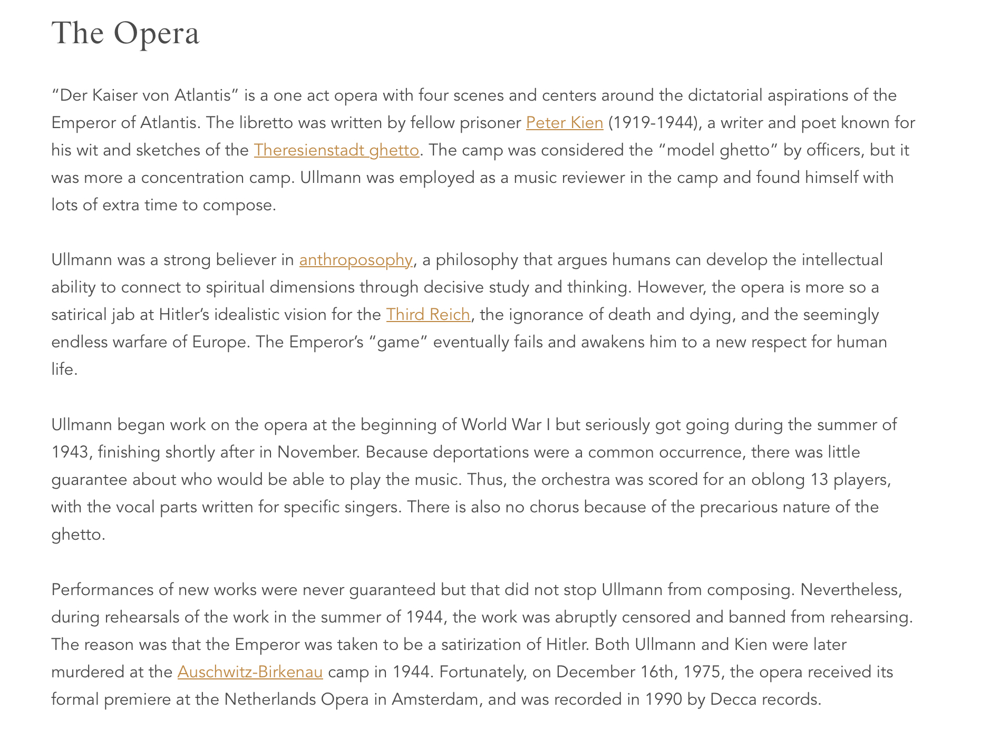 The Opera
“Der Kaiser von Atlantis” is a one act opera with four scenes and centers around the dictatorial aspirations of the
Emperor of Atlantis. The libretto was written by fellow prisoner Peter Kien (1919-1944), a writer and poet known for
his wit and sketches of the Theresienstadt ghetto. The camp was considered the “model ghetto” by officers, but it
was more a concentration camp. Ullmann was employed as a music reviewer in the camp and found himself with
lots of extra time to compose.
Ullmann was a strong believer in anthroposophy, a philosophy that argues humans can develop the intellectual
ability to connect to spiritual dimensions through decisive study and thinking. However, the opera is more so a
satirical jab at Hitler’s idealistic vision for the Third Reich, the ignorance of death and dying, and the seemingly
endless warfare of Europe. The Emperor’s “game” eventually fails and awakens him to a new respect for human
life.
Ullmann began work on the opera at the beginning of World War I but seriously got going during the summer of
1943, finishing shortly after in November. Because deportations were a common occurrence, there was little
guarantee about who would be able to play the music. Thus, the orchestra was scored for an oblong 13 players,
with the vocal parts written for specific singers. There is also no chorus because of the precarious nature of the
ghetto.
Performances of new works were never guaranteed but that did not stop Ullmann from composing. Nevertheless,
during rehearsals of the work in the summer of 1944, the work was abruptly censored and banned from rehearsing.
The reason was that the Emperor was taken to be a satirization of Hitler. Both Ullmann and Kien were later
murdered at the Auschwitz-Birkenau camp in 1944. Fortunately, on December 16th, 1975, the opera received its
formal premiere at the Netherlands Opera in Amsterdam, and was recorded in 1990 by Decca records.